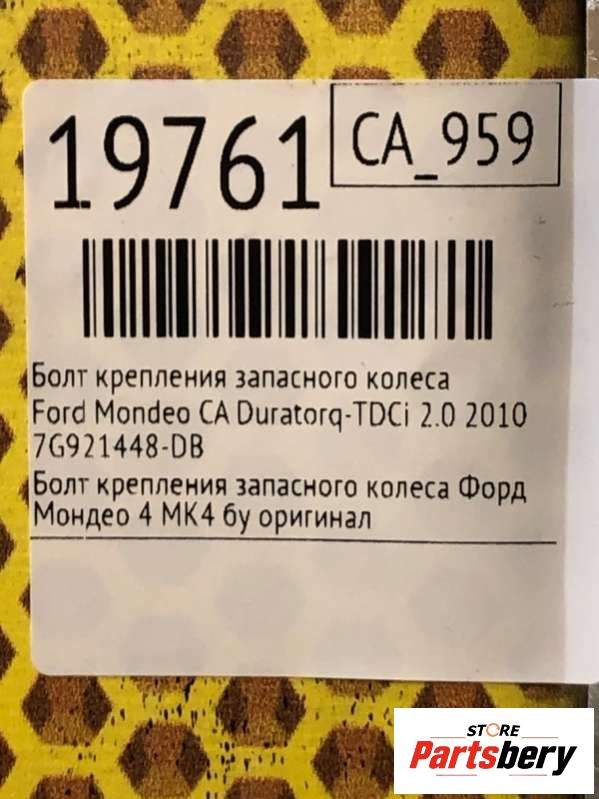 19761
CA_959
Болт крепления запасного колеса
Ford Mondeo CA Duratorq-TDCi 2.0 2010
7G921448-DB
Болт крепления запасного колеса Форд
Мондео 4 МК4 бу оригинал
STORE
Partsbery